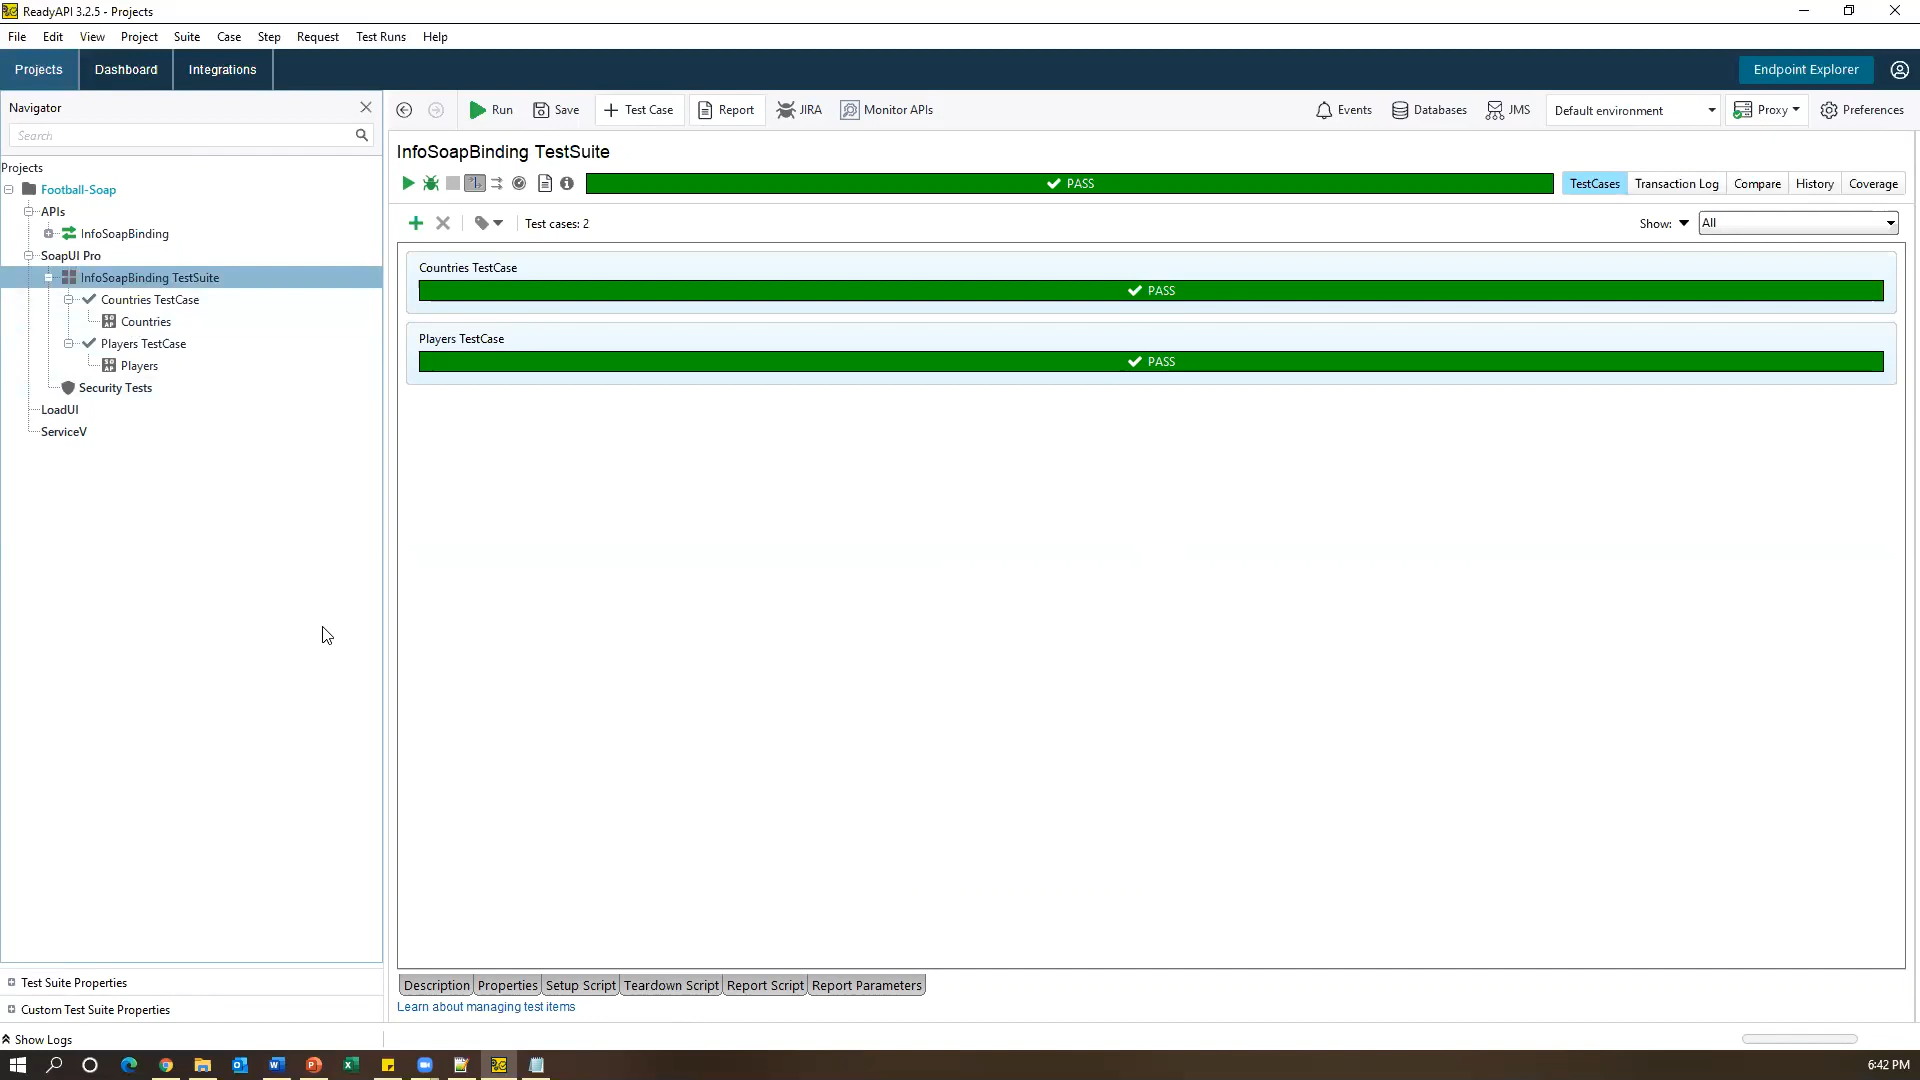 ReadyAPI 3.2.5 - Projects
File Edit View Project Suite Case Step Request Test Runs Help
Projects Dashboard Integrations Endpoint Explorer
Navigator
Search
Run Save Test Case Report JIRA Monitor APIs Events Databases JMS Default environment Proxy Preferences
Projects
Football-Soap
APIs
InfoSoapBinding
SoapUI Pro
InfoSoapBinding TestSuite
Countries TestCase
Countries
Players TestCase
Players
Security Tests
LoadUI
ServiceV
InfoSoapBinding TestSuite
PASS
TestCases Transaction Log Compare History Coverage
Test cases: 2
Show: All
Countries TestCase
PASS
Players TestCase
PASS
Test Suite Properties
Custom Test Suite Properties
Description Properties Setup Script Teardown Script Report Script Report Parameters
Learn about managing test items
Show Logs
6:42 PM